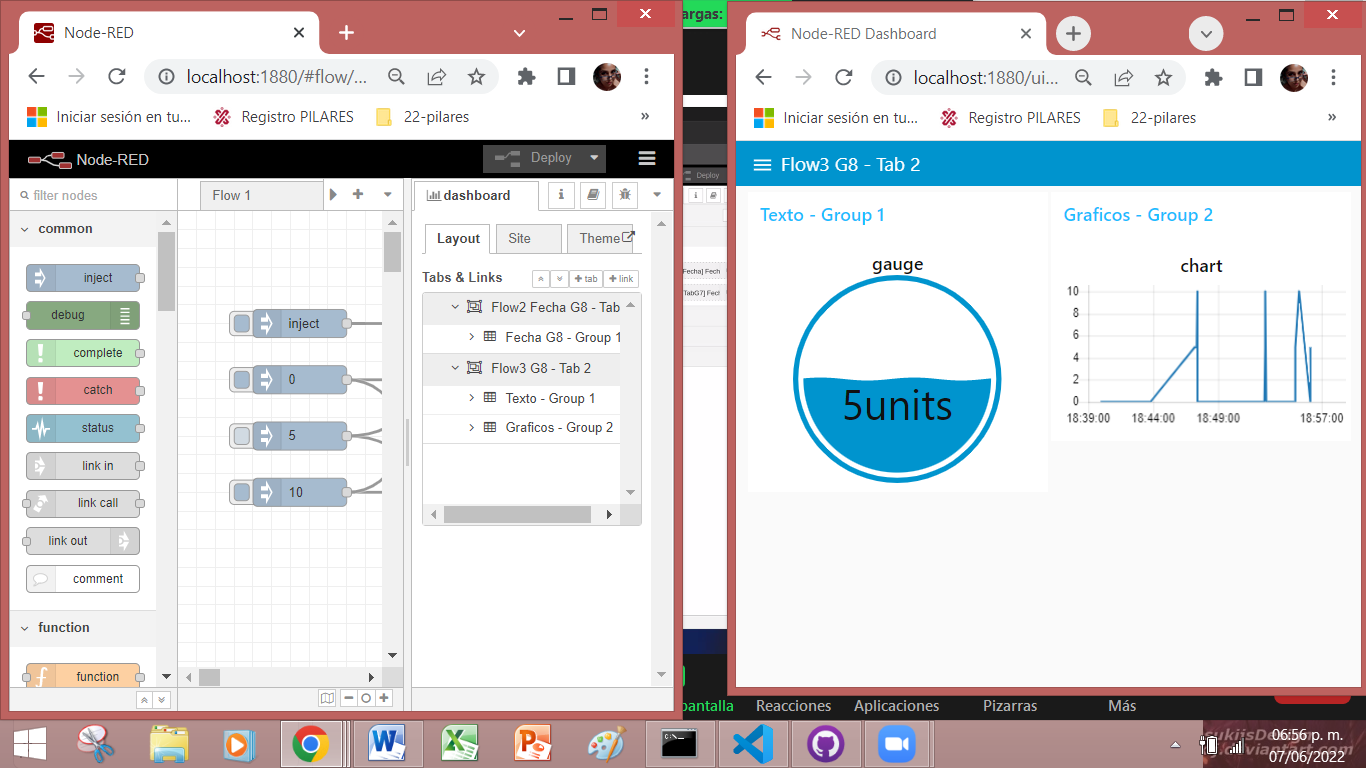 Node-RED
localhost:1880/#flow/...
Iniciar sesión en tu...
Registro PILARES
22-pilares
»
Node-RED
Deploy
filter nodes
common
inject
debug
complete
catch
status
link in
link call
link out
comment
function
function
Flow 1
inject
0
5
10
dashboard
Layout
Site
Theme
Tabs & Links
tab
link
Flow2 Fecha G8 - Tab
Fecha G8 - Group 1
Flow3 G8 - Tab 2
Texto - Group 1
Graficos - Group 2
argas:
Deploy
Fecha] Fech
TabG7] Fect
Node-RED Dashboard
localhost:1880/ui...
Iniciar sesión en tu...
Registro PILARES
22-pilares
»
Flow3 G8 - Tab 2
Texto - Group 1
gauge
5units
Graficos - Group 2
chart
10
8
6
4
2
0
18:39:00 18:44:00 18:49:00 18:57:00
pantalla
Reacciones
Aplicaciones
Pizarras
Más
06:56 p. m.
07/06/2022